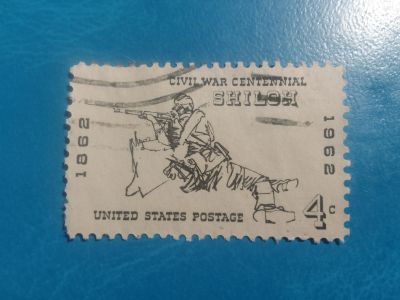 CIVIL WAR CENTENNIAL
SHILOH
1862
1962
UNITED STATES POSTAGE
4c